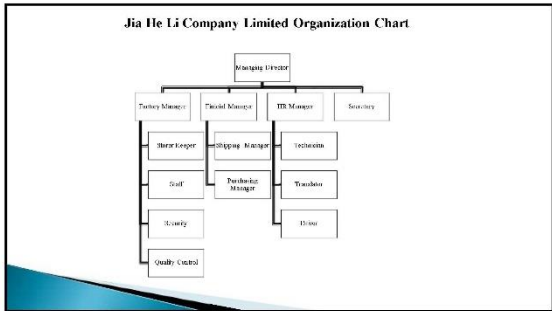 Jia He Li Company Limited Organization Chart
Managing Director
Factory Manager
Finicial Manager
HR Manager
Secretary
Store Keeper
Shipping Manager
Technician
Staff
Purchasing
Manager
Translator
Security
Driver
Quality Control